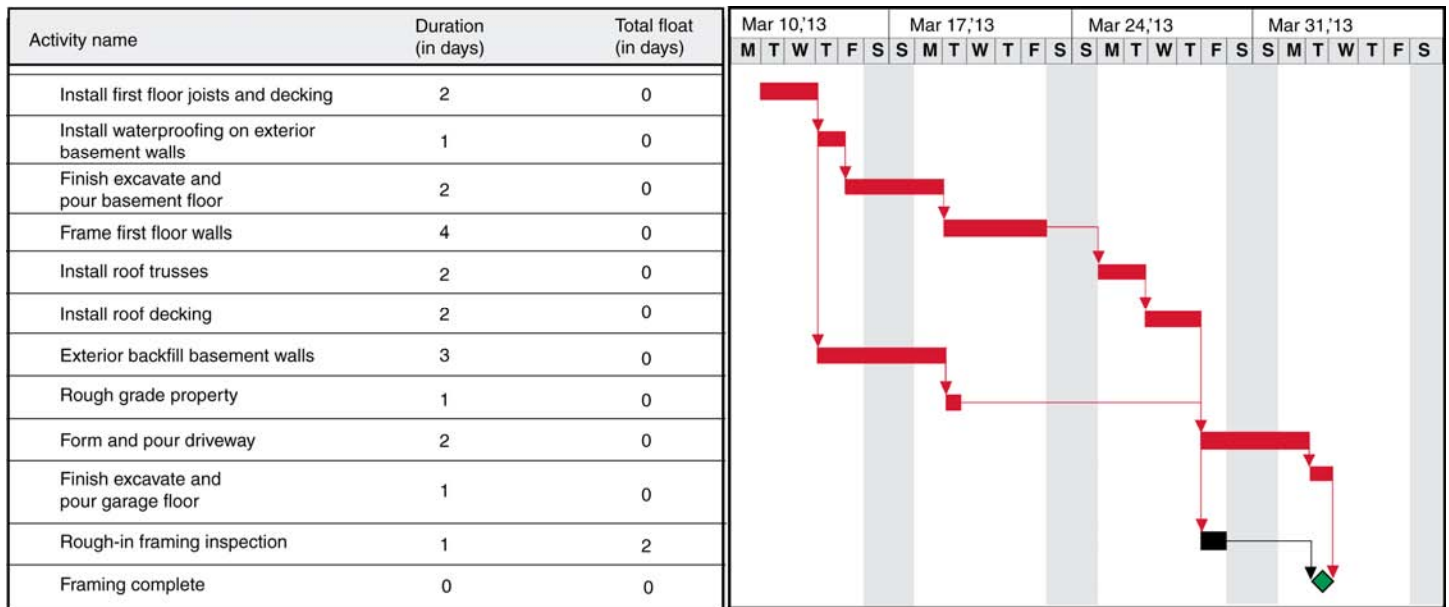 Activity name Duration (in days) Total float (in days)
Mar 10,'13 Mar 17,'13 Mar 24,'13 Mar 31,'13
M T W T F S S M T W T F S S M T W T F S S M T W T F S
Install first floor joists and decking 2 0
Install waterproofing on exterior
basement walls 1 0
Finish excavate and
pour basement floor 2 0
Frame first floor walls 4 0
Install roof trusses 2 0
Install roof decking 2 0
Exterior backfill basement walls 3 0
Rough grade property 1 0
Form and pour driveway 2 0
Finish excavate and
pour garage floor 1 0
Rough-in framing inspection 1 2
Framing complete 0 0